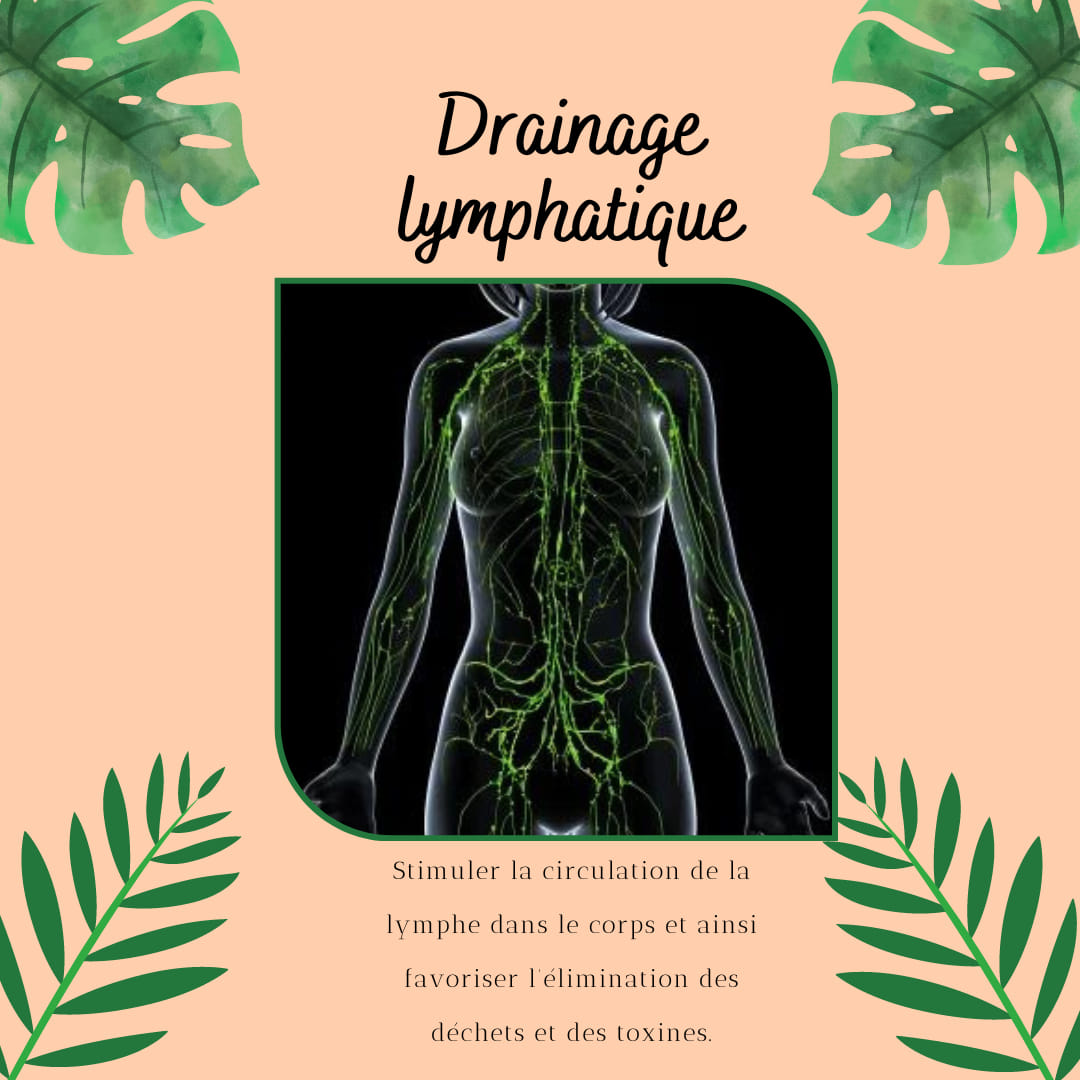 Drainage
lymphatique
Stimuler la circulation de la
lymphe dans le corps et ainsi
favoriser l'élimination des
déchets et des toxines.